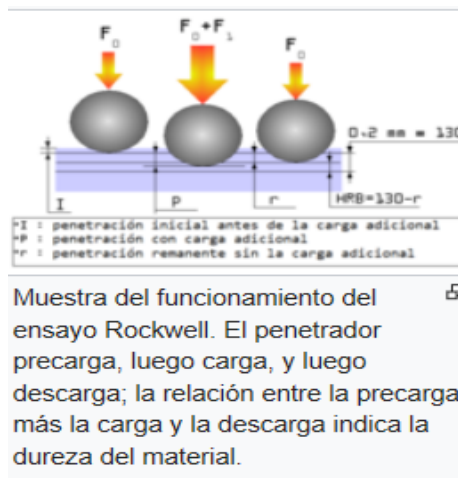 F₀
F₀+F₁
F₀
0.2 mm = 130
I
P
r
HRB=130-r
*I : penetración inicial antes de la carga adicional
*P : penetración con carga adicional
*r : penetración remanente sin la carga adicional
Muestra del funcionamiento del
ensayo Rockwell. El penetrador
precarga, luego carga, y luego
descarga; la relación entre la precarga
más la carga y la descarga indica la
dureza del material.